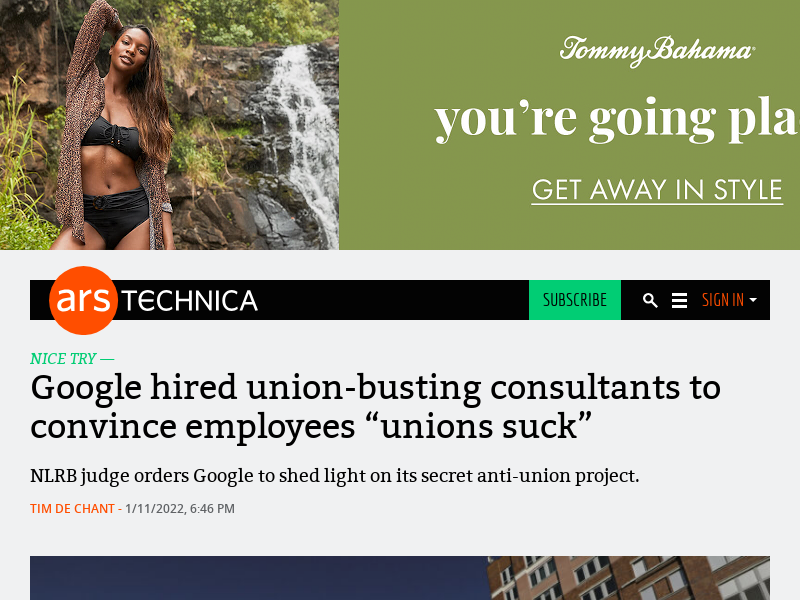 Tommy Bahama
you're going pla
GET AWAY IN STYLE
ars TECHNICA
SUBSCRIBE
SIGN IN
NICE TRY —
Google hired union-busting consultants to
convince employees “unions suck”
NLRB judge orders Google to shed light on its secret anti-union project.
TIM DE CHANT - 1/11/2022, 6:46 PM